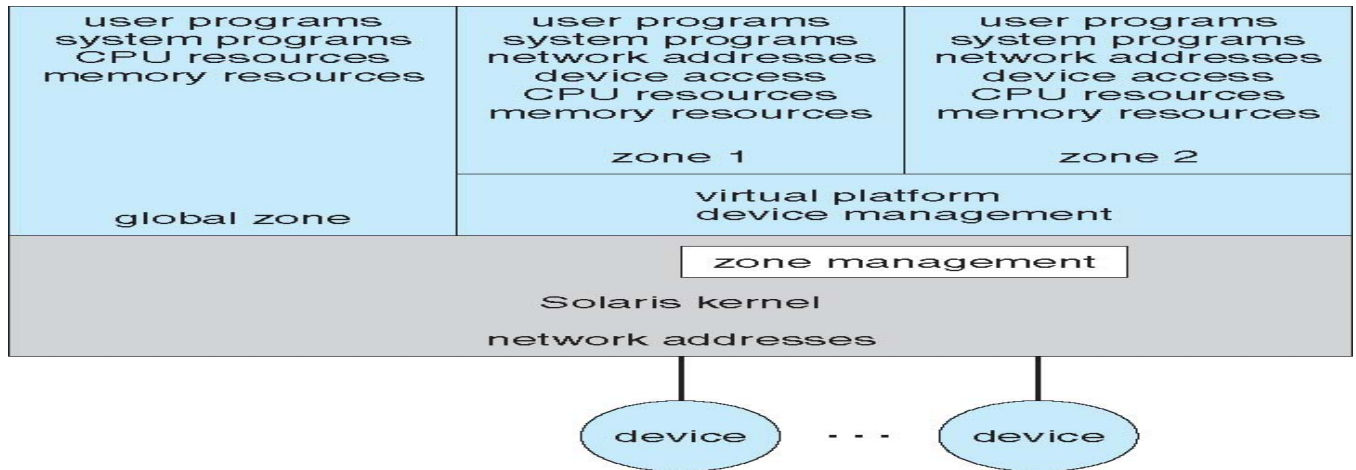 user programs
system programs
CPU resources
memory resources
global zone
user programs
system programs
network addresses
device access
CPU resources
memory resources
zone 1
user programs
system programs
network addresses
device access
CPU resources
memory resources
zone 2
virtual platform
device management
zone management
Solaris kernel
network addresses
device
. . .
device